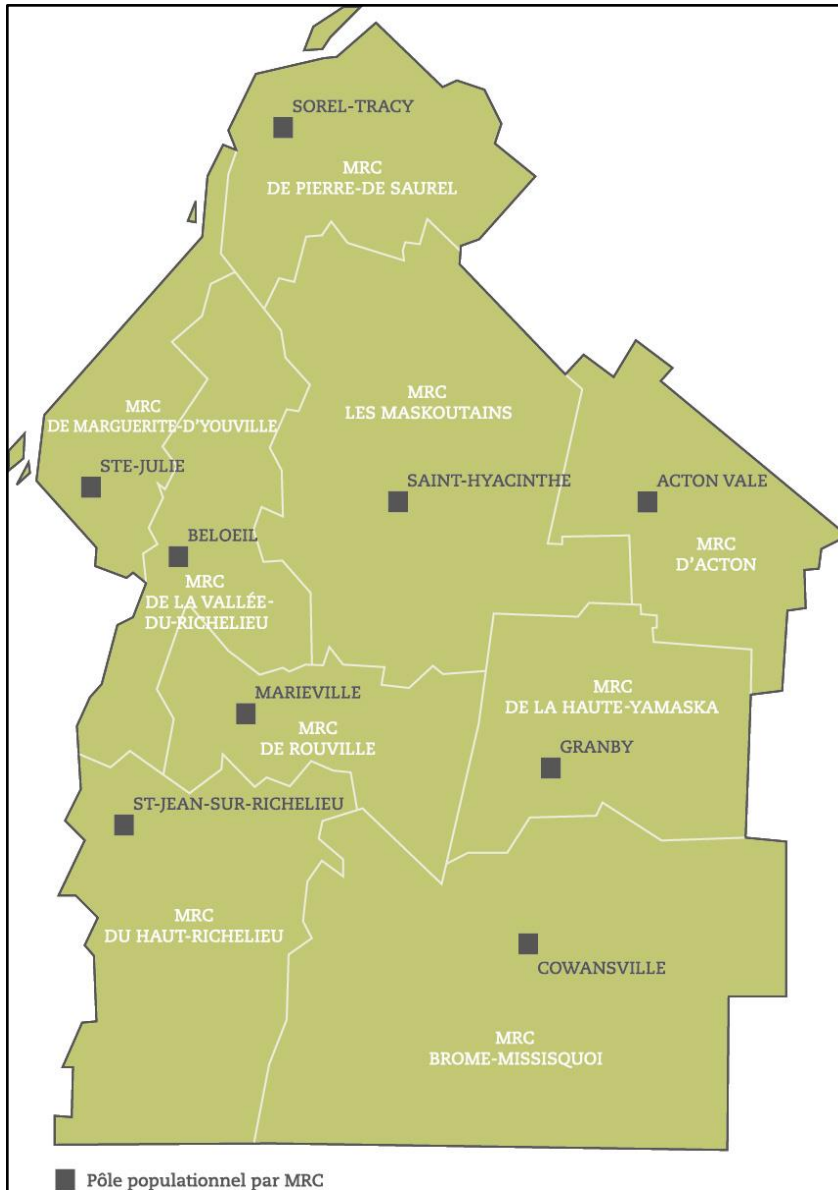 SOREL-TRACY
MRC
DE PIERRE-DE SAUREL
MRC
DE MARGUERITE-D'YOUVILLE
MRC
LES MASKOUTAINS
STE-JULIE
SAINT-HYACINTHE
ACTON VALE
BELOEIL
MRC
D'ACTON
MRC
DE LA VALLÉE-
DU-RICHELIEU
MARIEVILLE
MRC
DE ROUVILLE
MRC
DE LA HAUTE-YAMASKA
GRANBY
ST-JEAN-SUR-RICHELIEU
MRC
DU HAUT-RICHELIEU
COWANSVILLE
MRC
BROME-MISSISQUOI
Pôle populationnel par MRC